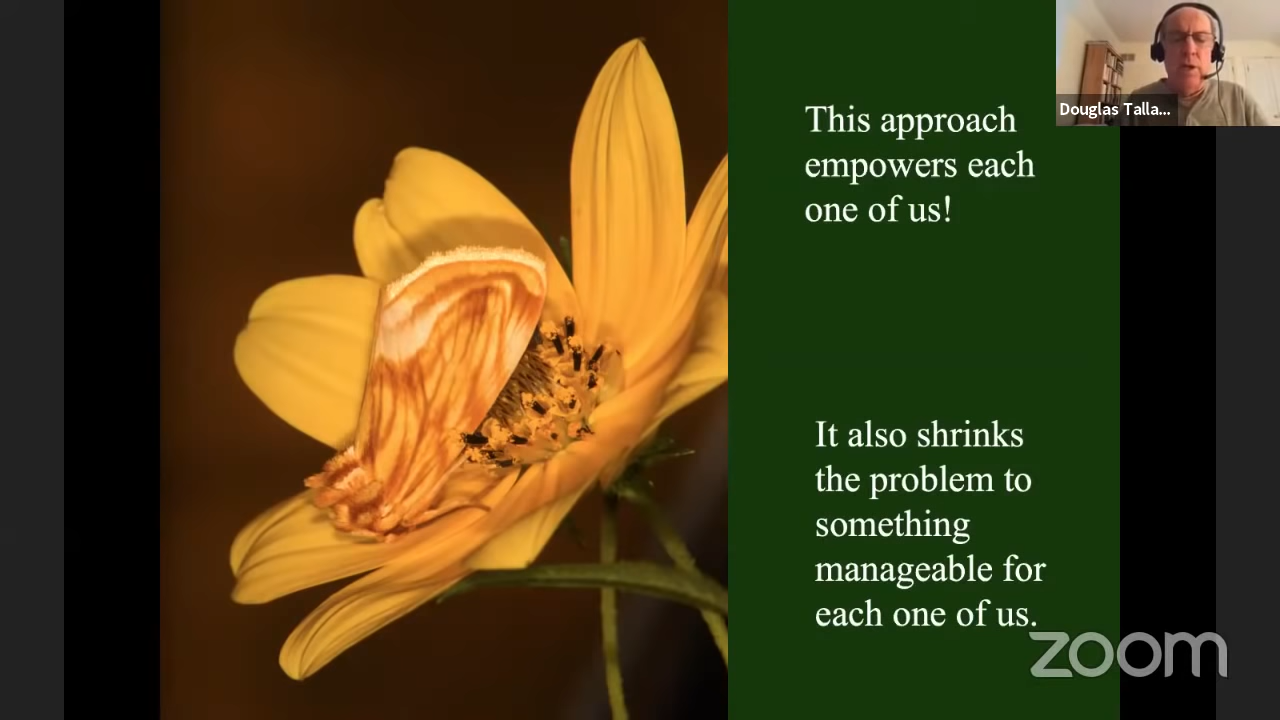 This approach
empowers each
one of us!
Douglas Talla...
It also shrinks
the problem to
something
manageable for
each one of us.
zoom